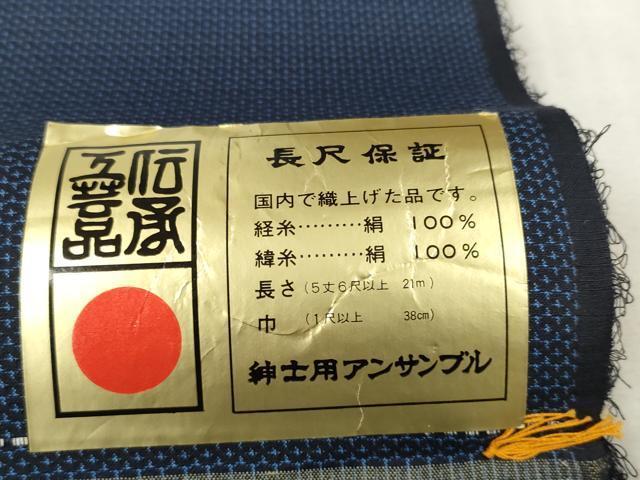 伝承
工芸品
長尺保証
国内で織上げた品です。
経糸………絹 100%
緯糸………絹 100%
長さ(5丈6尺以上 21m)
巾 (1尺以上 38cm)
紳士用アンサンブル